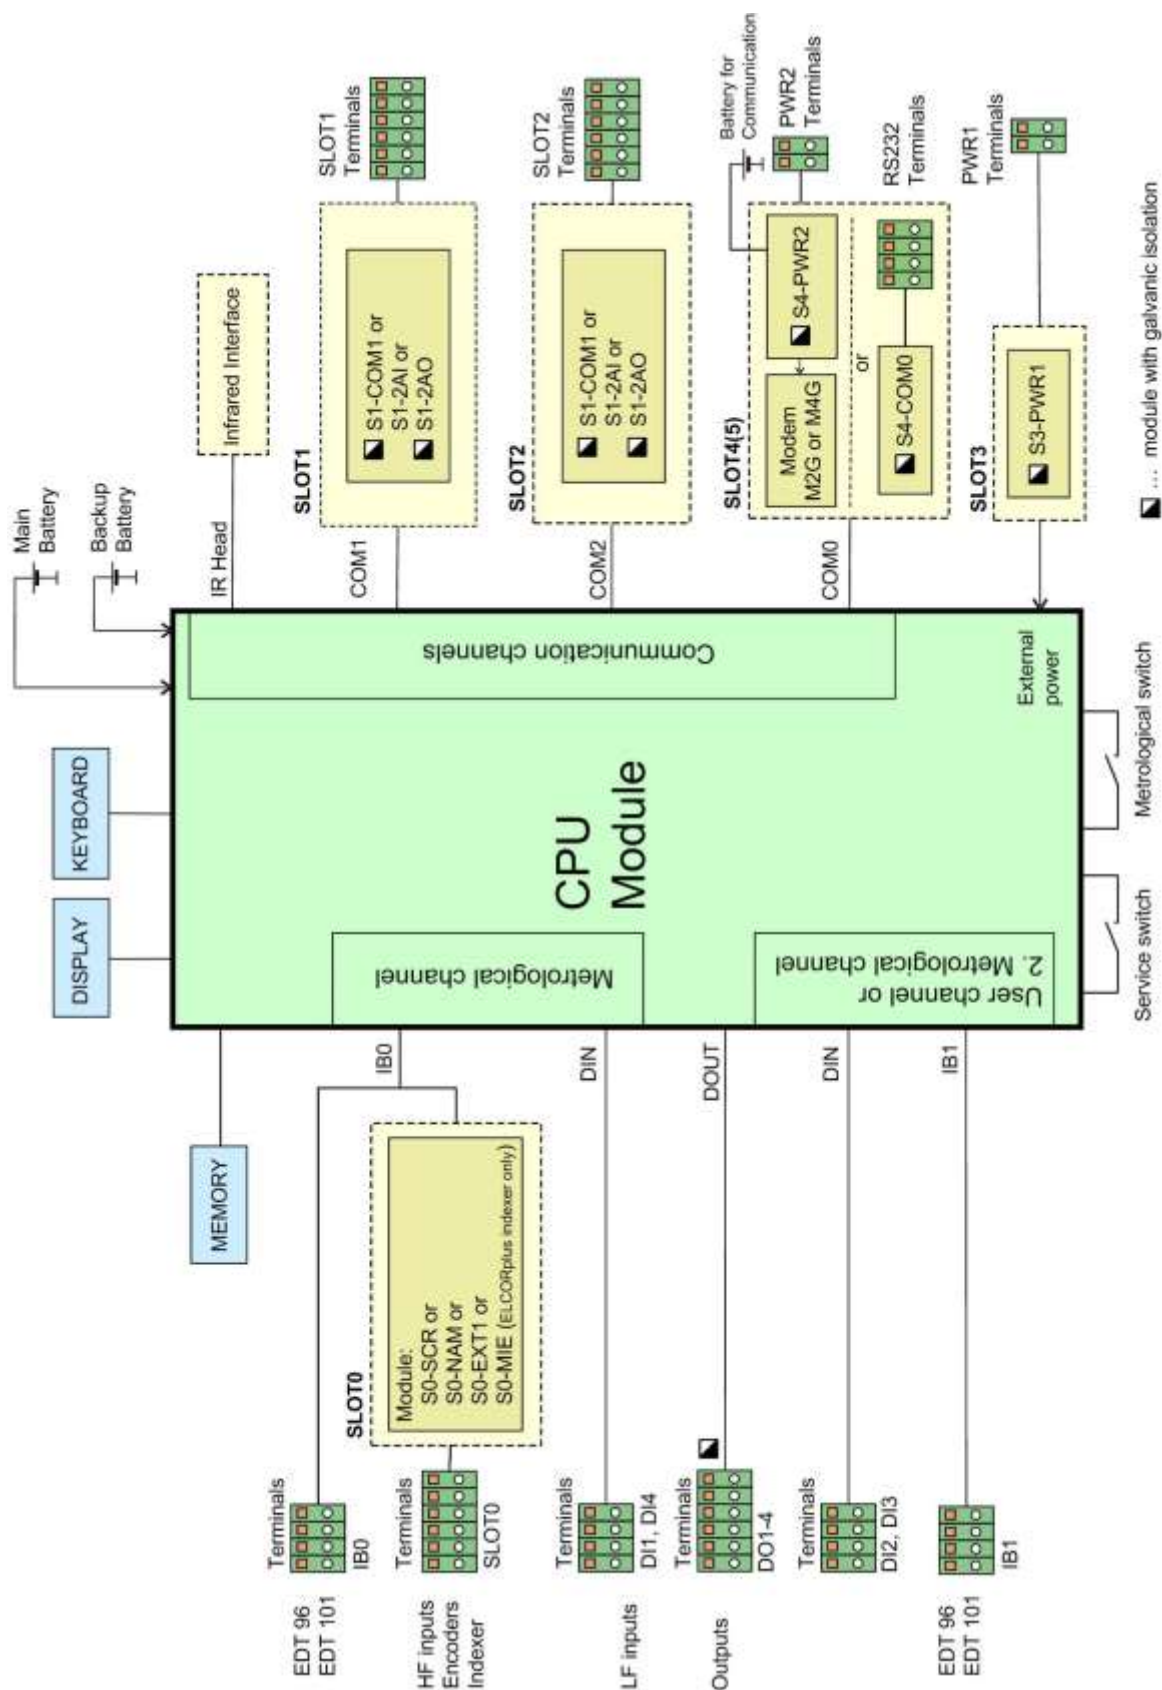 EDT 96
EDT 101
Terminals
IB0
HF inputs
Encoders
Indexer
Terminals
SLOT0
LF inputs
Terminals
DI1, DI4
Outputs
Terminals
DO1-4
Terminals
DI2, DI3
EDT 96
EDT 101
IB1
SLOT0
Module:
S0-SCR or
S0-NAM or
S0-EXT1 or
S0-MIE (ELCORplus indexer only)
MEMORY
IB0
DIN
DOUT
DIN
IB1
DISPLAY
KEYBOARD
Main
Battery
Backup
Battery
Metrological channel
User channel or
2. Metrological channel
CPU
Module
Communication channels
External
power
Service switch
Metrological switch
IR Head
COM1
COM2
COM0
Infrared Interface
SLOT1
S1-COM1 or
S1-2AI or
S1-2AO
SLOT1
Terminals
SLOT2
S1-COM1 or
S1-2AI or
S1-2AO
SLOT2
Terminals
SLOT4(5)
Modem
M2G or M4G
S4-PWR2
or
S4-COM0
Battery for
Communication
PWR2
Terminals
RS232
Terminals
SLOT3
S3-PWR1
PWR1
Terminals
... module with galvanic isolation